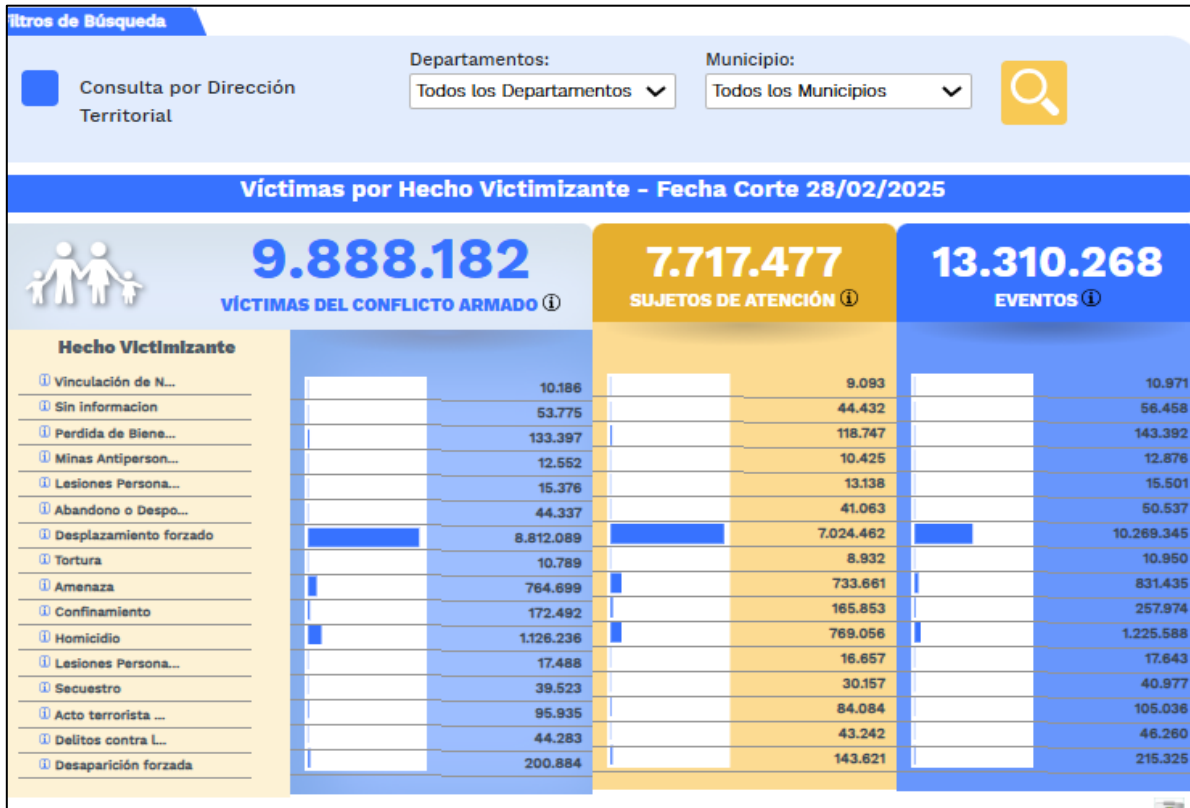 iltros de Búsqueda
Consulta por Dirección
Territorial
Departamentos:
Todos los Departamentos
Municipio:
Todos los Municipios
Víctimas por Hecho Victimizante - Fecha Corte 28/02/2025
9.888.182
VÍCTIMAS DEL CONFLICTO ARMADO
7.717.477
SUJETOS DE ATENCIÓN
13.310.268
EVENTOS
Hecho Victimizante
Vinculación de N... 10.186 9.093 10.971
Sin informacion 53.775 44.432 56.458
Perdida de Biene... 133.397 118.747 143.392
Minas Antiperson... 12.552 10.425 12.876
Lesiones Persona... 15.376 13.138 15.501
Abandono o Despo... 44.337 41.063 50.537
Desplazamiento forzado 8.812.089 7.024.462 10.269.345
Tortura 10.789 8.932 10.950
Amenaza 764.699 733.661 831.435
Confinamiento 172.492 165.853 257.974
Homicidio 1.126.236 769.056 1.225.588
Lesiones Persona... 17.488 16.657 17.643
Secuestro 39.523 30.157 40.977
Acto terrorista ... 95.935 84.084 105.036
Delitos contra l... 44.283 43.242 46.260
Desaparición forzada 200.884 143.621 215.325